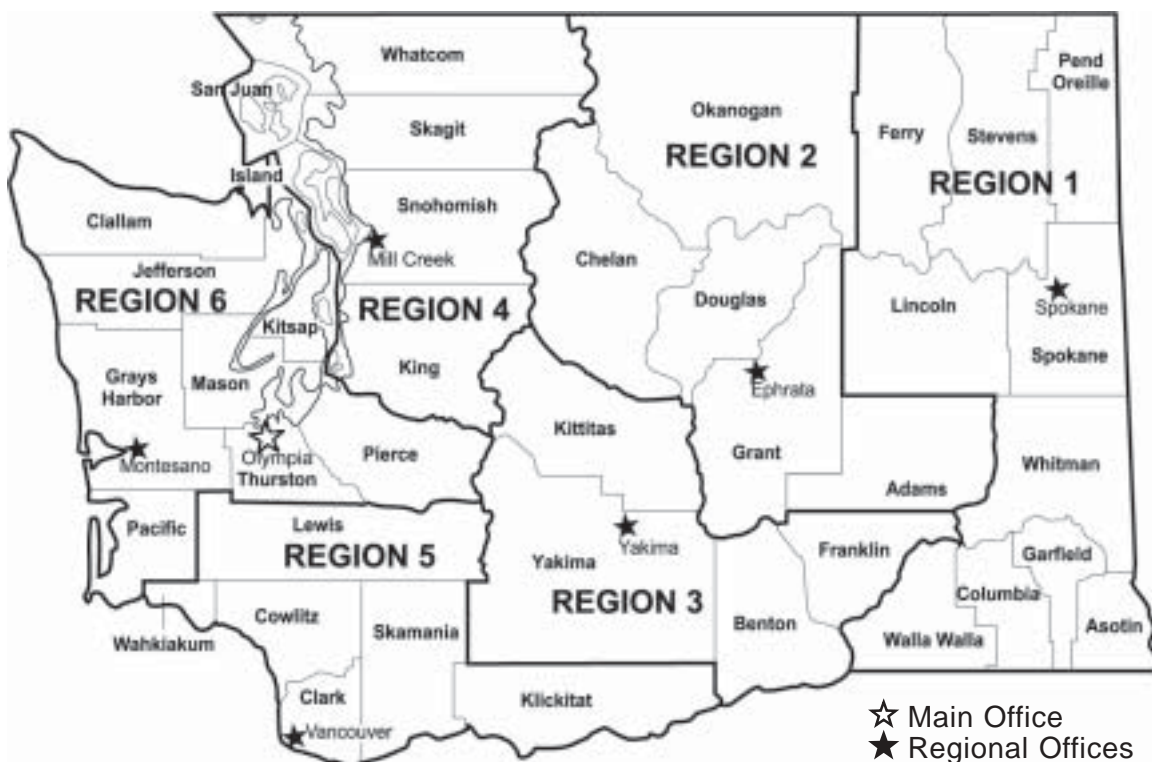 Whatcom
Pend
Oreille
San Juan
Okanogan
Skagit
Ferry
Stevens
REGION 2
REGION 1
Island
Snohomish
Clallam
Mill Creek
Chelan
Jefferson
REGION 6
Douglas
REGION 4
Lincoln
Spokane
Kitsap
Spokane
King
Grays
Harbor
Mason
Ephrata
Kittitas
Grant
Pierce
Olympia
Thurston
Montesano
Whitman
Adams
Pacific
Lewis
REGION 5
Yakima
Yakima
Franklin
Garfield
REGION 3
Columbia
Cowlitz
Skamania
Benton
Asotin
Wahkiakum
Walla Walla
Clark
Klickitat
Vancouver
Main Office
Regional Offices